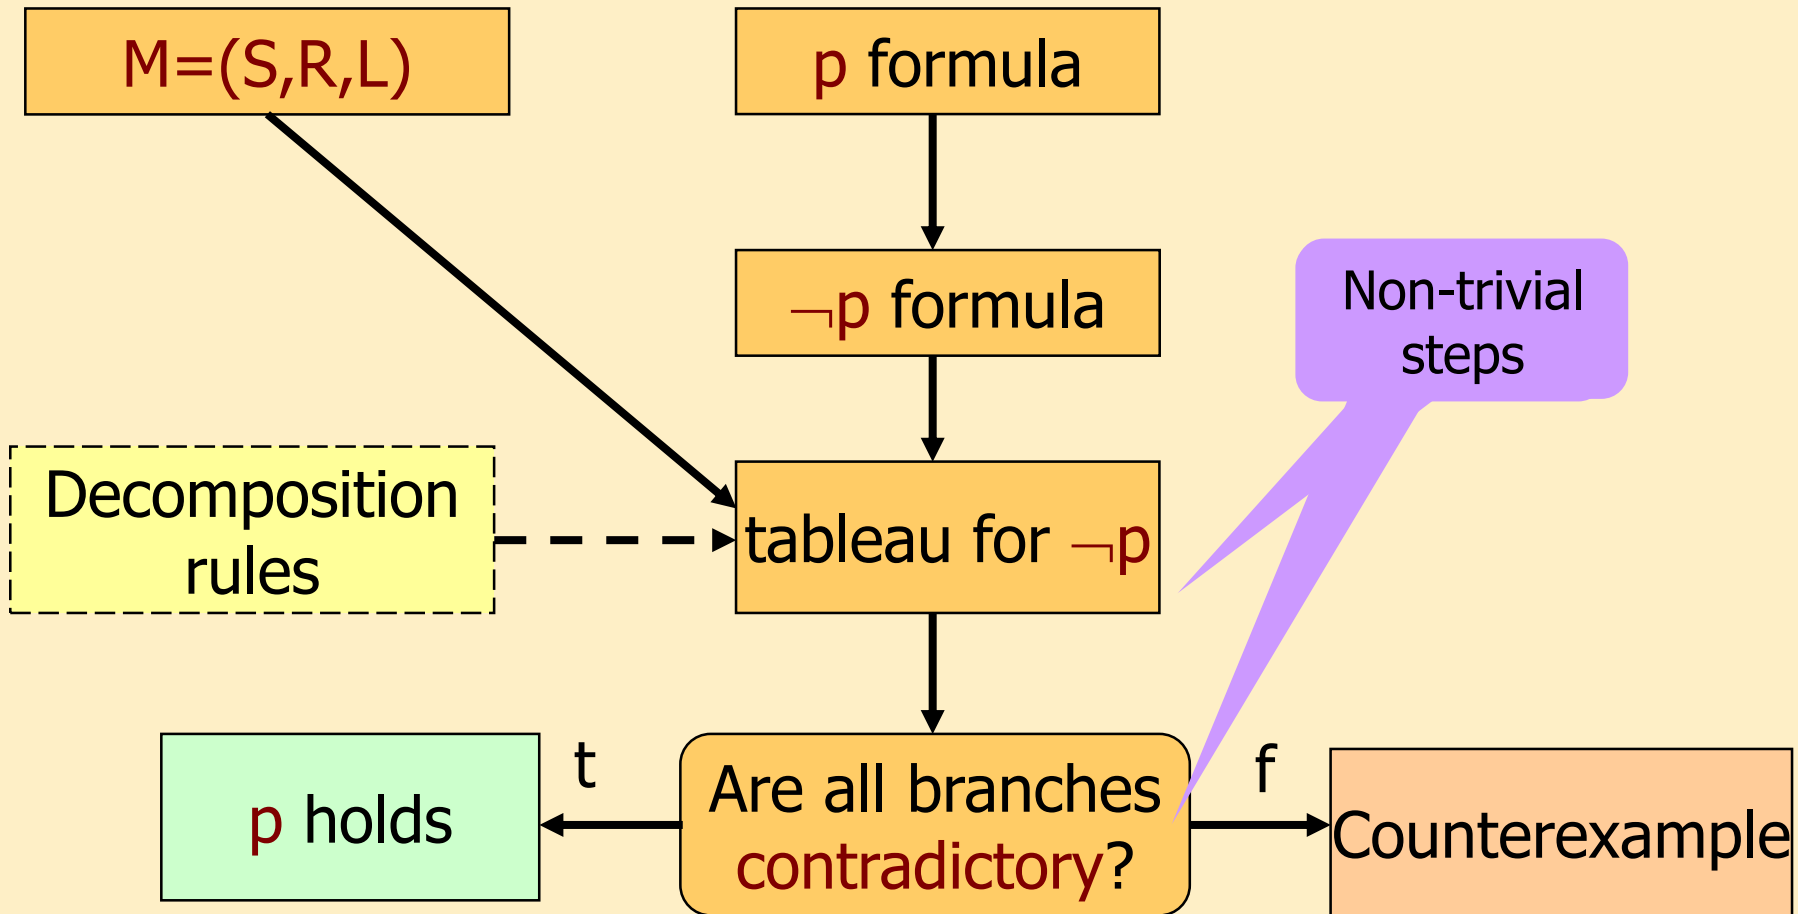 M=(S,R,L)
p formula
¬p formula
Non-trivial
steps
Decomposition
rules
tableau for ¬p
p holds
t
Are all branches
contradictory?
f
Counterexample